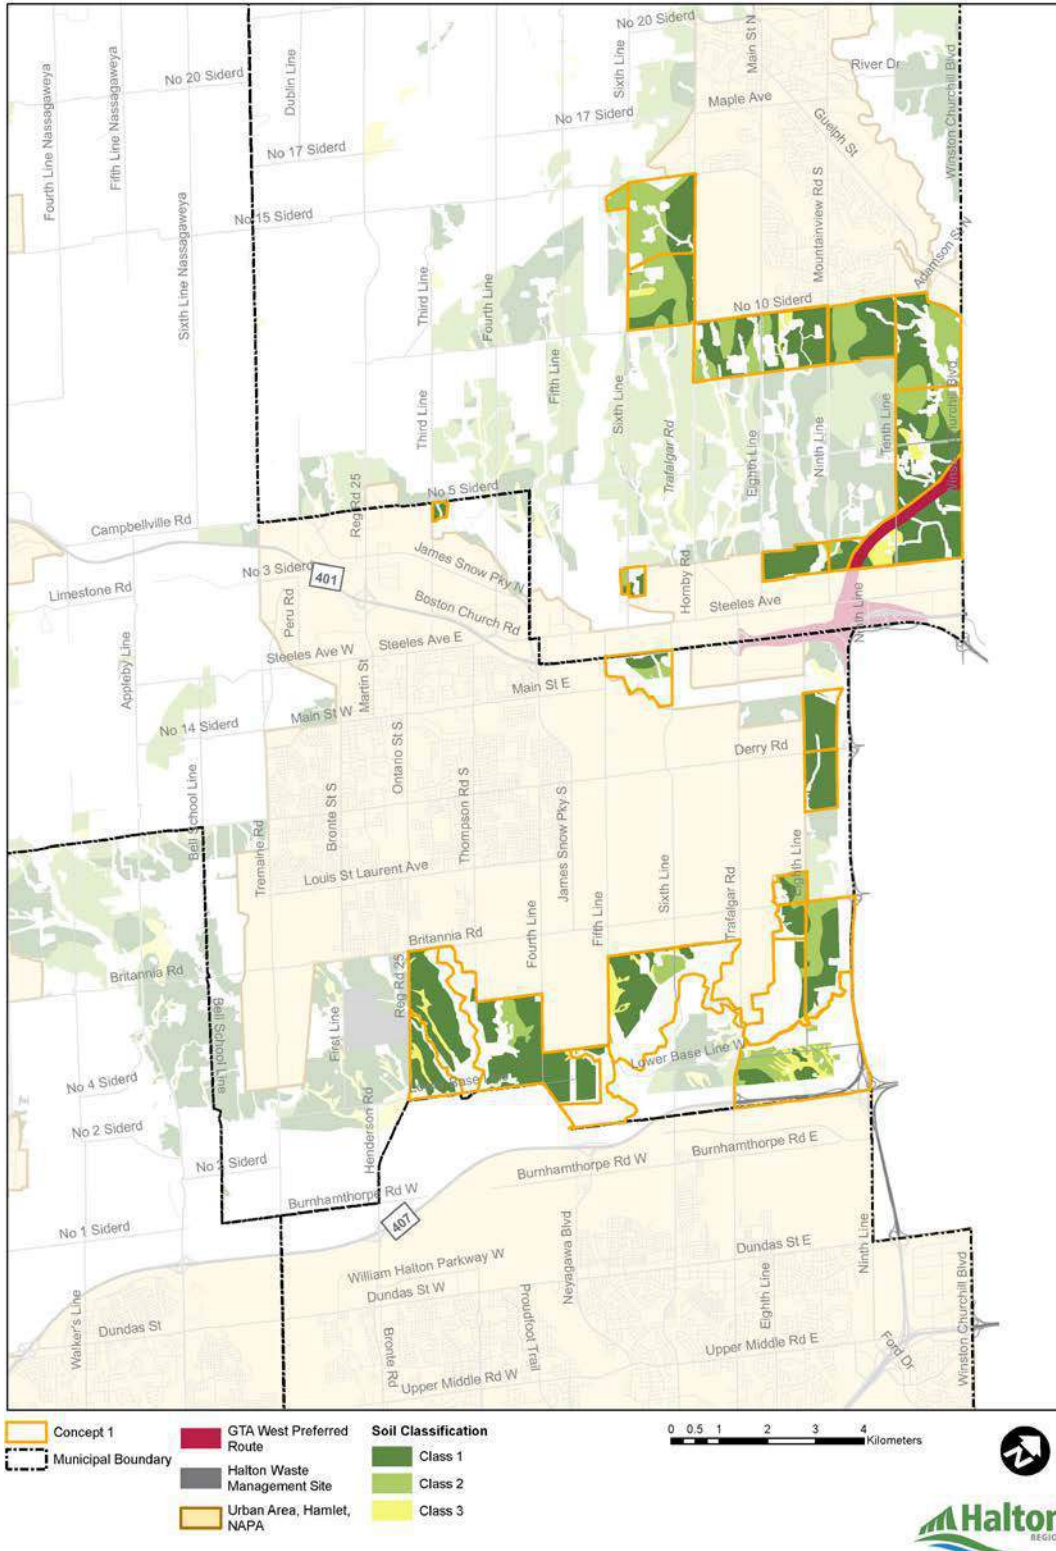 No 20 Siderd
Main St N
Sixth Line
River Dr
Winston Churchill Blvd
Fourth Line Nassagaweya
Fifth Line Nassagaweya
No 20 Siderd
Dublin Line
Maple Ave
No 17 Siderd
Guelph St
No 17 Siderd
Sixth Line Nassagaweya
No 15 Siderd
Mountainview Rd S
Adamson St N
Third Line
Fourth Line
No 10 Siderd
Fifth Line
Sixth Line
Third Line
Trafalgar Rd
Eighth Line
Ninth Line
Tenth Line
Reg Rd 25
No 5 Siderd
Campbellville Rd
James Snow Pky N
No 3 Siderd
401
Limestone Rd
Peru Rd
Boston Church Rd
Hornby Rd
Steeles Ave
Ninth Line
Steeles Ave W
Steeles Ave E
Appleby Line
Martin St
Main St E
Main St W
No 14 Siderd
Ontario St S
Derry Rd
Bell School Line
Bronte St S
Thompson Rd S
James Snow Pky S
Tremaine Rd
Louis St Laurent Ave
Sixth Line
Trafalgar Rd
Eighth Line
Fourth Line
Fifth Line
Britannia Rd
Britannia Rd
Reg Rd 25
First Line
Bell School Line
Lower Base Line W
No 4 Siderd
No 2 Siderd
Henderson Rd
No 2 Siderd
Burnhamthorpe Rd E
Burnhamthorpe Rd W
Burnhamthorpe Rd W
No 1 Siderd
407
Neyagawa Blvd
Dundas St E
Ninth Line
William Halton Parkway W
Dundas St W
Eighth Line
Winston Churchill Blvd
Walker's Line
Dundas St
Proudfoot Trail
Bronte Rd
Upper Middle Rd E
Ford Dr
Upper Middle Rd W
Concept 1
Municipal Boundary
GTA West Preferred
Route
Halton Waste
Management Site
Urban Area, Hamlet,
NAPA
Soil Classification
Class 1
Class 2
Class 3
0 0.5 1 2 3 4
Kilometers
N
Halton
REGIO